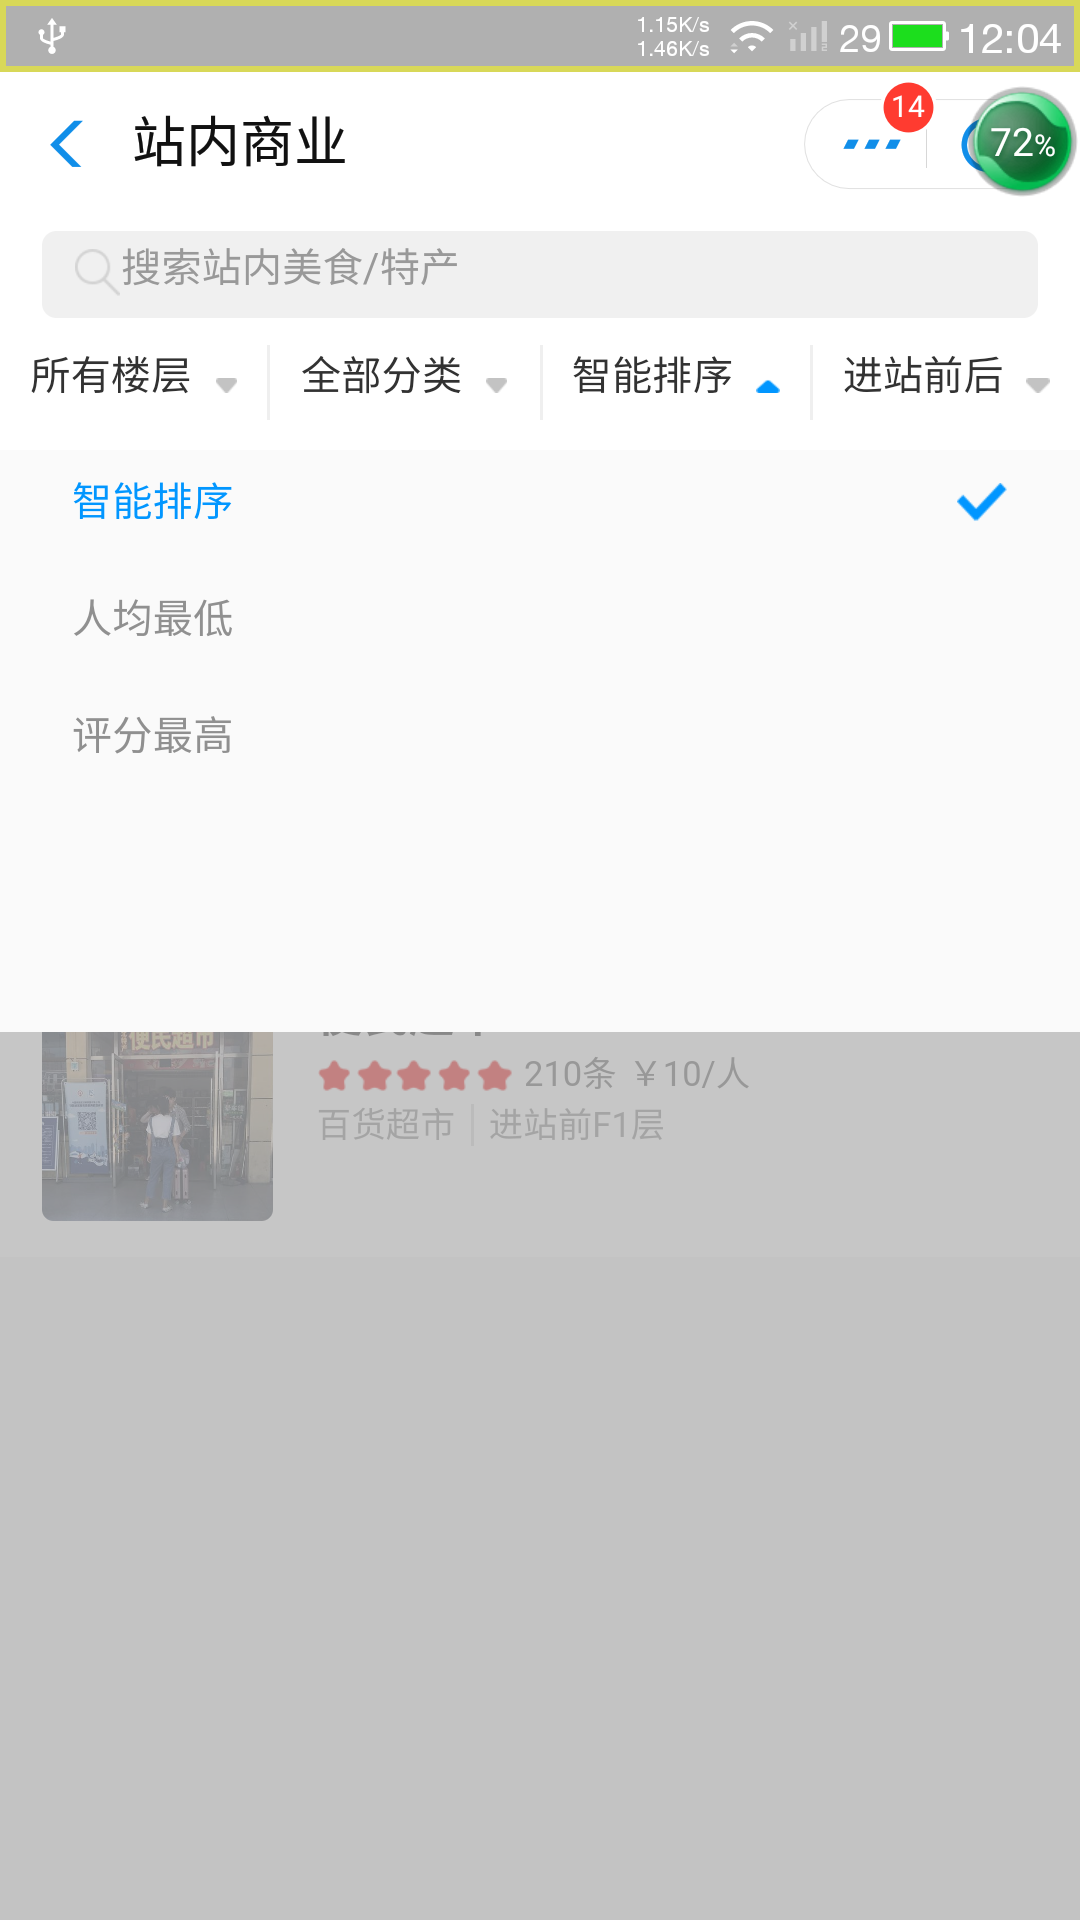 1.15K/s
1.46K/s
29
12:04
站内商业
14
72%
搜索站内美食/特产
所有楼层
全部分类
智能排序
进站前后
智能排序
人均最低
评分最高
便民超市
210条 ￥10/人
百货超市
进站前F1层